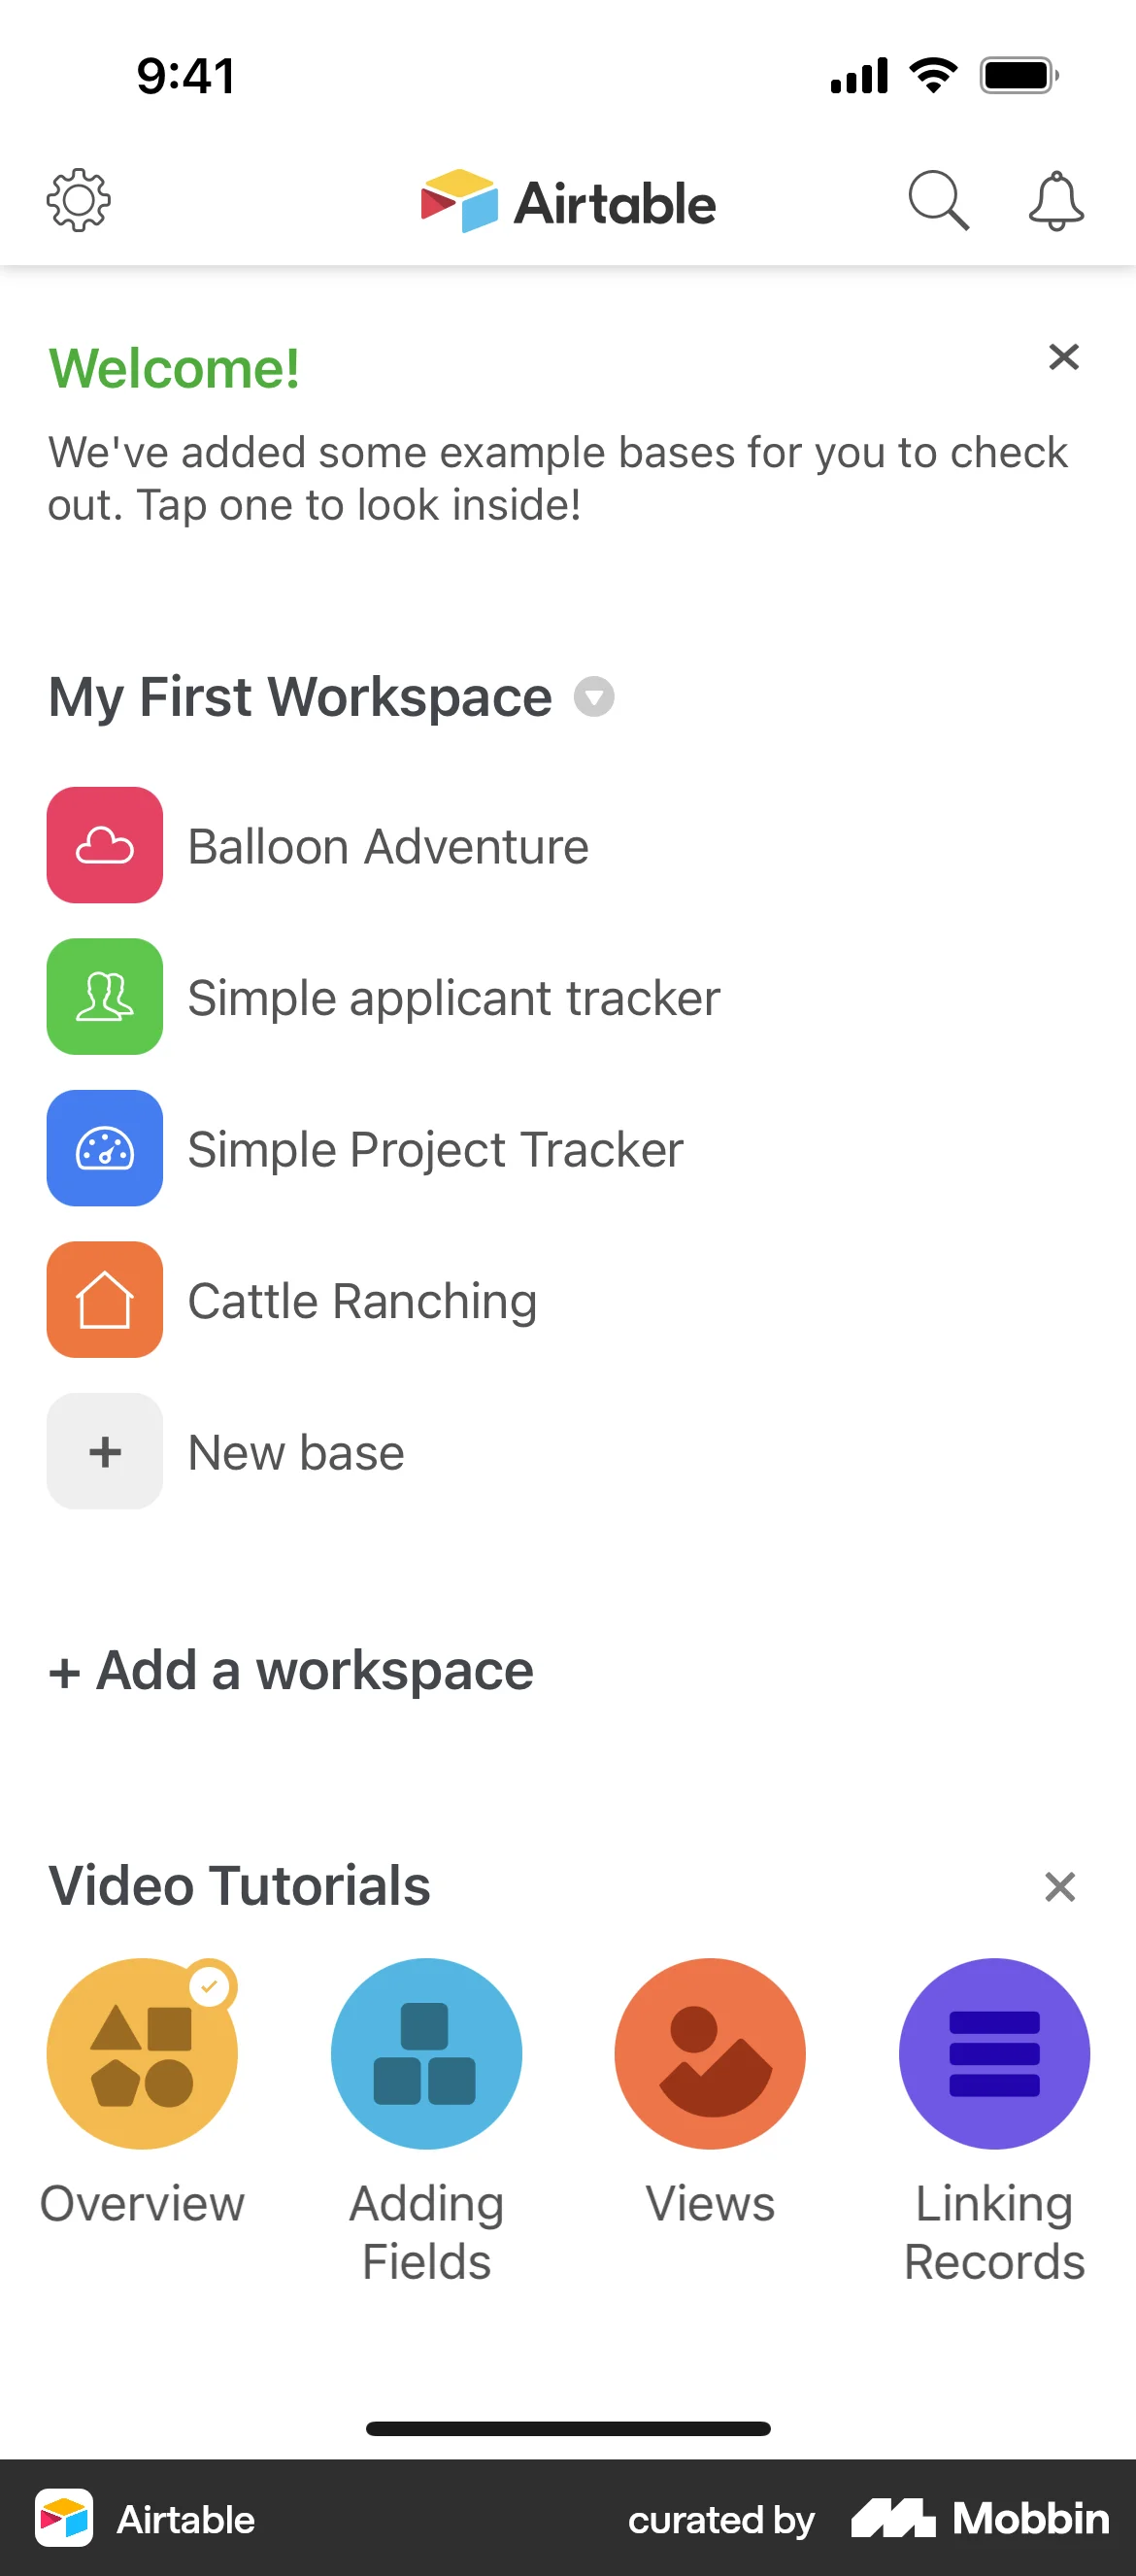 9:41
Airtable
Welcome!
We've added some example bases for you to check
out. Tap one to look inside!
My First Workspace
Balloon Adventure
Simple applicant tracker
Simple Project Tracker
Cattle Ranching
+ New base
+ Add a workspace
Video Tutorials
Overview
Adding
Fields
Views
Linking
Records
Airtable
curated by Mobbin